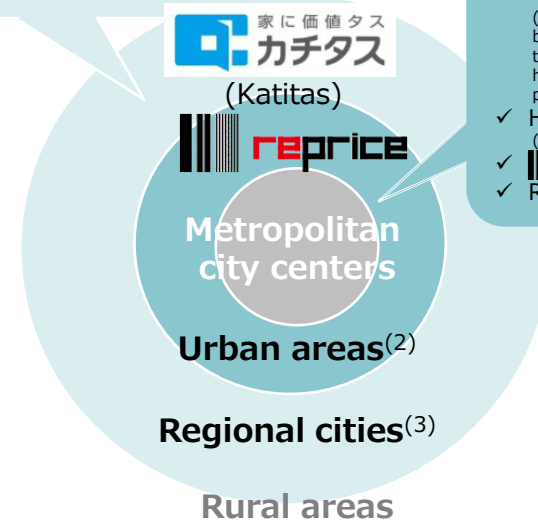 家に価値タス
カチタス
(Katitas)
reprice
Metropolitan
city centers
Urban areas(2)
Regional cities(3)
Rural areas